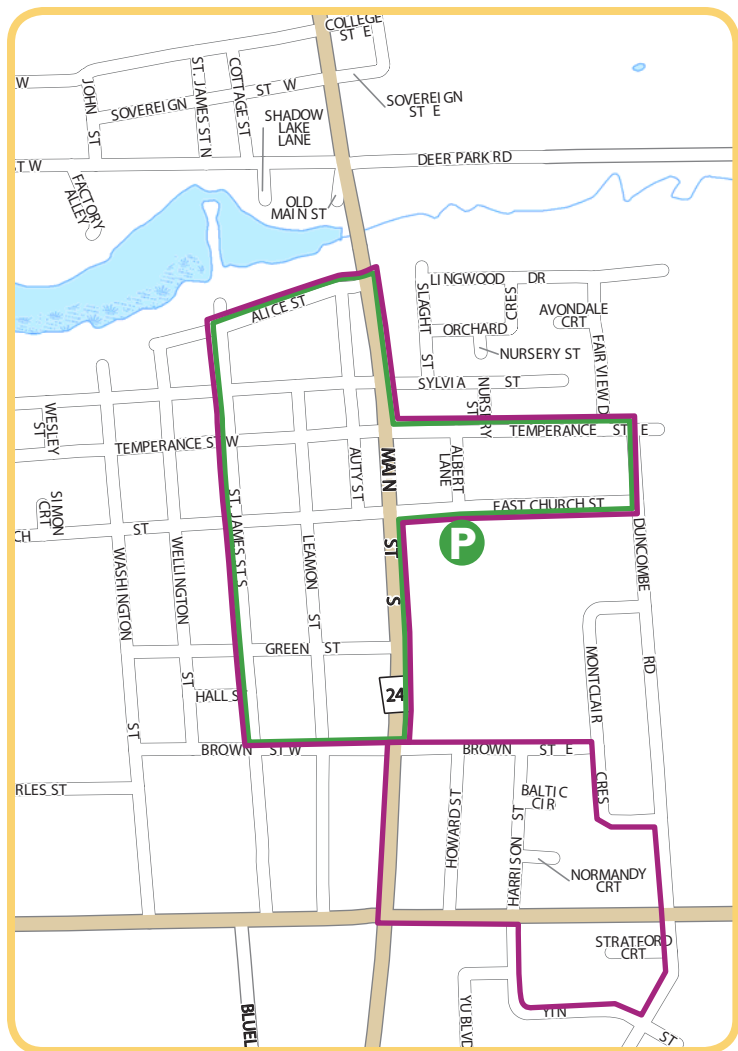 COLLEGE
ST E
W
JOHN
ST
ST. JAMES ST N
COTTAGE ST
SOVEREIGN
ST W
SOVEREIGN
ST E
SHADOW
LAKE
LANE
DEER PARK RD
T W
FACTORY
ALLEY
OLD
MAIN ST
LINGWOOD DR
SLAGHT
ST
CRES
ORCHARD
AVONDALE
CRT
NURSERY ST
FAIRVIEW D
ALICE ST
SYLVIA ST
NURSERY
ST
WESLEY
ST
TEMPERANCE ST W
TEMPERANCE ST E
AUTY ST
MAIN
ST
S
ALBERT
LANE
EAST CHURCH ST
SIMON
CRT
CH
ST
ST. JAMES ST S
P
DUNCOMBE
RD
WASHINGTON
ST
WELLINGTON
ST
LEAMON
ST
GREEN ST
MONTCLAIR
CRES
HALL S
24
BROWN ST W
BROWN ST E
RLES ST
HOWARD ST
HARRISON ST
BALTIC
CIR
NORMANDY
CRT
STRATFORD
CRT
BLUEL
YU BLVD
YIN
ST